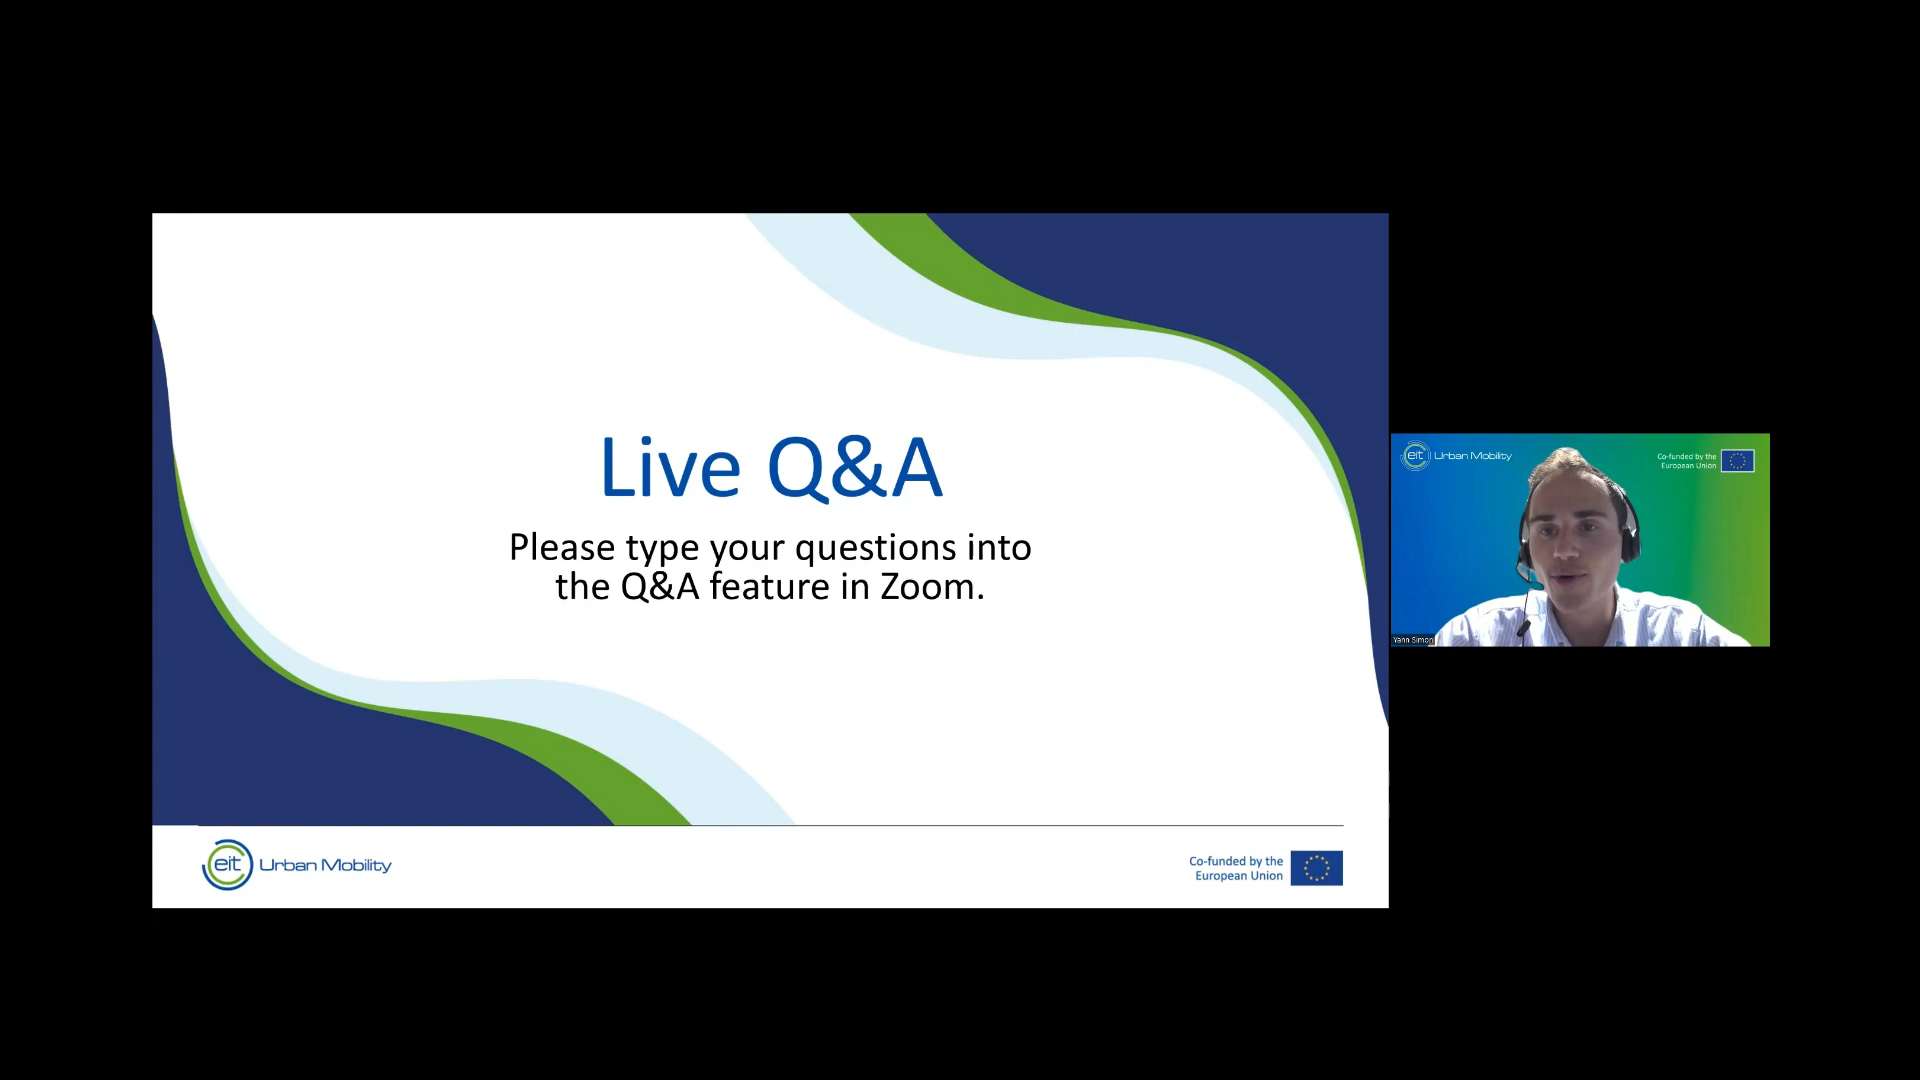 Live Q&A
Please type your questions into
the Q&A feature in Zoom.
eit Urban Mobility
Co-funded by the
European Union
eit Urban Mobility
Co-funded by the
European Union
Yann Simon